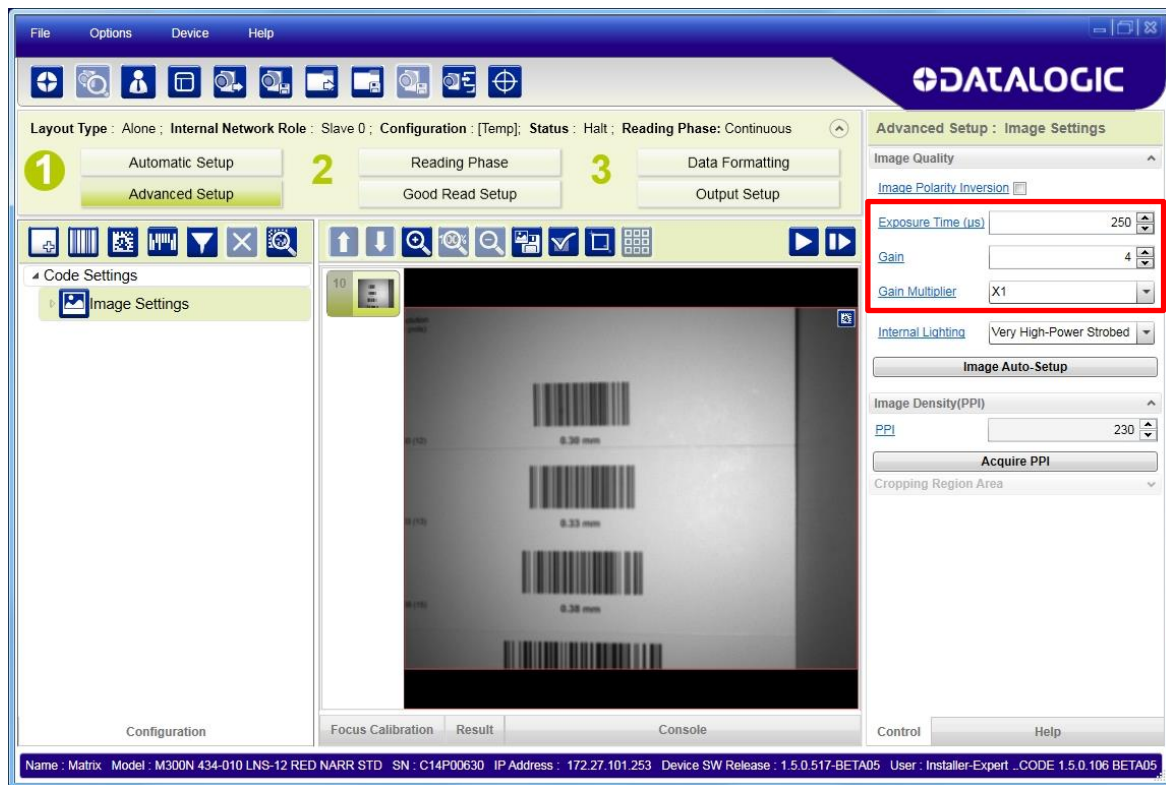 File Options Device Help
DATALOGIC
Layout Type : Alone ; Internal Network Role : Slave 0 ; Configuration : [Temp]; Status : Halt ; Reading Phase: Continuous
1 Automatic Setup 2 Reading Phase 3 Data Formatting
Advanced Setup Good Read Setup Output Setup
Code Settings
Image Settings
10
100%
0.30 mm
0.33 mm
0.38 mm
Configuration
Focus Calibration Result Console
Advanced Setup : Image Settings
Image Quality
Image Polarity Inversion
Exposure Time (µs) 250
Gain 4
Gain Multiplier X1
Internal Lighting Very High-Power Strobed
Image Auto-Setup
Image Density(PPI)
PPI 230
Acquire PPI
Cropping Region Area
Control Help
Name : Matrix Model : M300N 434-010 LNS-12 RED NARR STD SN : C14P00630 IP Address : 172.27.101.253 Device SW Release : 1.5.0.517-BETA05 User : Installer-Expert ..CODE 1.5.0.106 BETA05